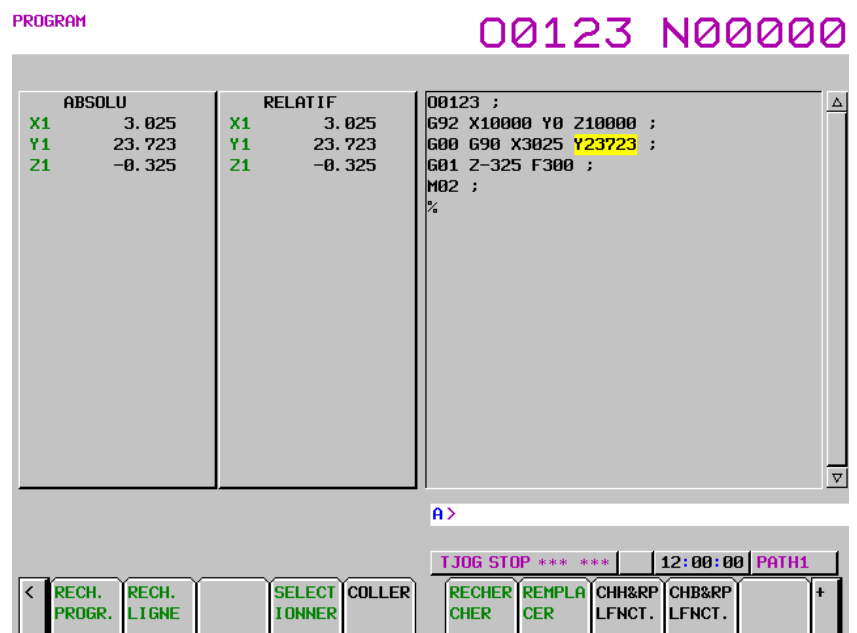 PROGRAM
O0123 N00000
ABSOLU
X1 3.025
Y1 23.723
Z1 -0.325
RELATIF
X1 3.025
Y1 23.723
Z1 -0.325
O0123 ;
G92 X10000 Y0 Z10000 ;
G00 G90 X3025 Y23723 ;
G01 Z-325 F300 ;
M02 ;
%
A>
TJOG STOP *** *** 12:00:00 PATH1
<
RECH.
PROGR.
RECH.
LIGNE
SELECT
IONNER
COLLER
RECHER
CHER
REMPLA
CER
CHH&RP
LFNCT.
CHB&RP
LFNCT.
+